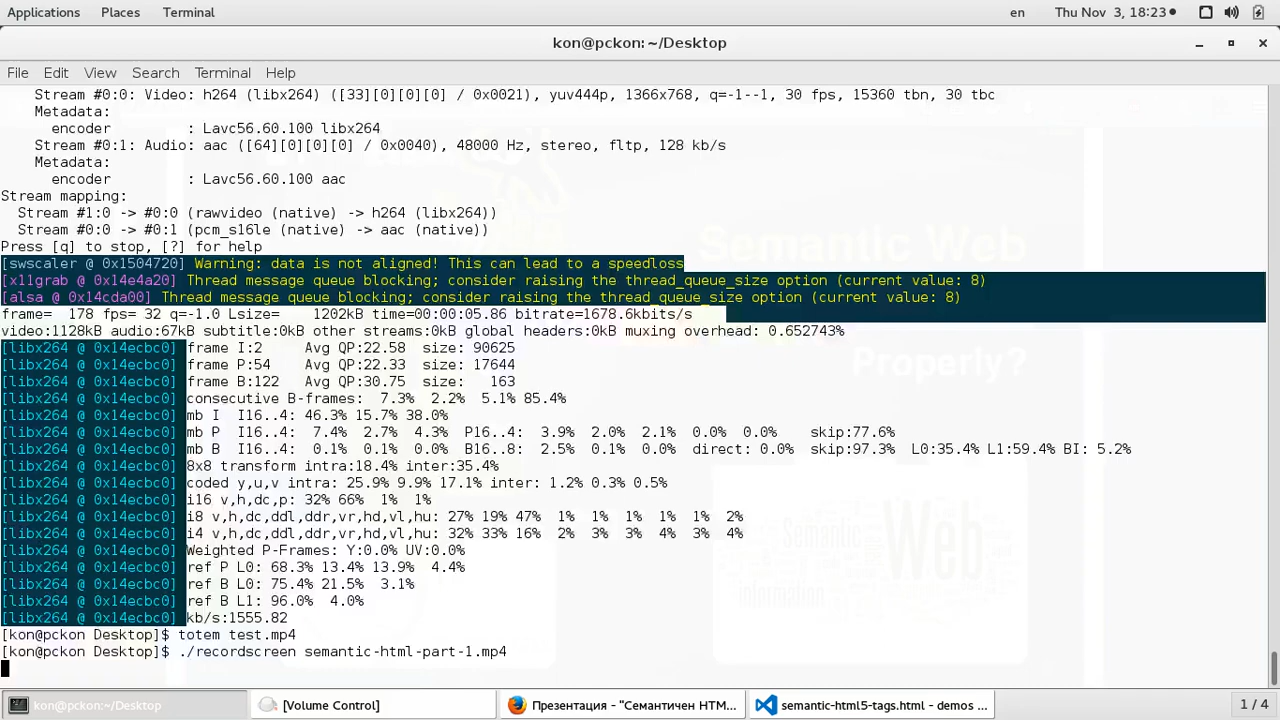 Applications Places Terminal en Thu Nov 3, 18:23
kon@pckon:~/Desktop
File Edit View Search Terminal Help
Stream #0:0: Video: h264 (libx264) ([33][0][0][0] / 0x0021), yuv444p, 1366x768, q=-1--1, 30 fps, 15360 tbn, 30 tbc
Metadata:
encoder : Lavc56.60.100 libx264
Stream #0:1: Audio: aac ([64][0][0][0] / 0x0040), 48000 Hz, stereo, fltp, 128 kb/s
Metadata:
encoder : Lavc56.60.100 aac
Stream mapping:
Stream #1:0 -> #0:0 (rawvideo (native) -> h264 (libx264))
Stream #0:0 -> #0:1 (pcm_s16le (native) -> aac (native))
Press [q] to stop, [?] for help
[swscaler @ 0x1504720] Warning: data is not aligned! This can lead to a speedloss
[x11grab @ 0x14e4a20] Thread message queue blocking; consider raising the thread_queue_size option (current value: 8)
[alsa @ 0x14cda00] Thread message queue blocking; consider raising the thread_queue_size option (current value: 8)
frame= 178 fps= 32 q=-1.0 Lsize= 1202kB time=00:00:05.86 bitrate=1678.6kbits/s
video:1128kB audio:67kB subtitle:0kB other streams:0kB global headers:0kB muxing overhead: 0.652743%
[libx264 @ 0x14ecbc0] frame I:2 Avg QP:22.58 size: 90625
[libx264 @ 0x14ecbc0] frame P:54 Avg QP:22.33 size: 17644
[libx264 @ 0x14ecbc0] frame B:122 Avg QP:30.75 size: 163
[libx264 @ 0x14ecbc0] consecutive B-frames: 7.3% 2.2% 5.1% 85.4%
[libx264 @ 0x14ecbc0] mb I I16..4: 46.3% 15.7% 38.0%
[libx264 @ 0x14ecbc0] mb P I16..4: 7.4% 2.7% 4.3% P16..4: 3.9% 2.0% 2.1% 0.0% 0.0% skip:77.6%
[libx264 @ 0x14ecbc0] mb B I16..4: 0.1% 0.1% 0.0% B16..8: 2.5% 0.1% 0.0% direct: 0.0% skip:97.3% L0:35.4% L1:59.4% BI: 5.2%
[libx264 @ 0x14ecbc0] 8x8 transform intra:18.4% inter:35.4%
[libx264 @ 0x14ecbc0] coded y,u,v intra: 25.9% 9.9% 17.1% inter: 1.2% 0.3% 0.5%
[libx264 @ 0x14ecbc0] i16 v,h,dc,p: 32% 66% 1% 1%
[libx264 @ 0x14ecbc0] i8 v,h,dc,ddl,ddr,vr,hd,vl,hu: 27% 19% 47% 1% 1% 1% 1% 1% 2%
[libx264 @ 0x14ecbc0] i4 v,h,dc,ddl,ddr,vr,hd,vl,hu: 32% 33% 16% 2% 3% 3% 4% 3% 4%
[libx264 @ 0x14ecbc0] Weighted P-Frames: Y:0.0% UV:0.0%
[libx264 @ 0x14ecbc0] ref P L0: 68.3% 13.4% 13.9% 4.4%
[libx264 @ 0x14ecbc0] ref B L0: 75.4% 21.5% 3.1%
[libx264 @ 0x14ecbc0] ref B L1: 96.0% 4.0%
[libx264 @ 0x14ecbc0] kb/s:1555.82
[kon@pckon Desktop]$ totem test.mp4
[kon@pckon Desktop]$ ./recordscreen semantic-html-part-1.mp4
Semantic Web
Properly?
Semantic
Web
information
kon@pckon:~/Desktop [Volume Control] Презентация - "Семантичен HTM... semantic-html5-tags.html - demos ... 1 / 4